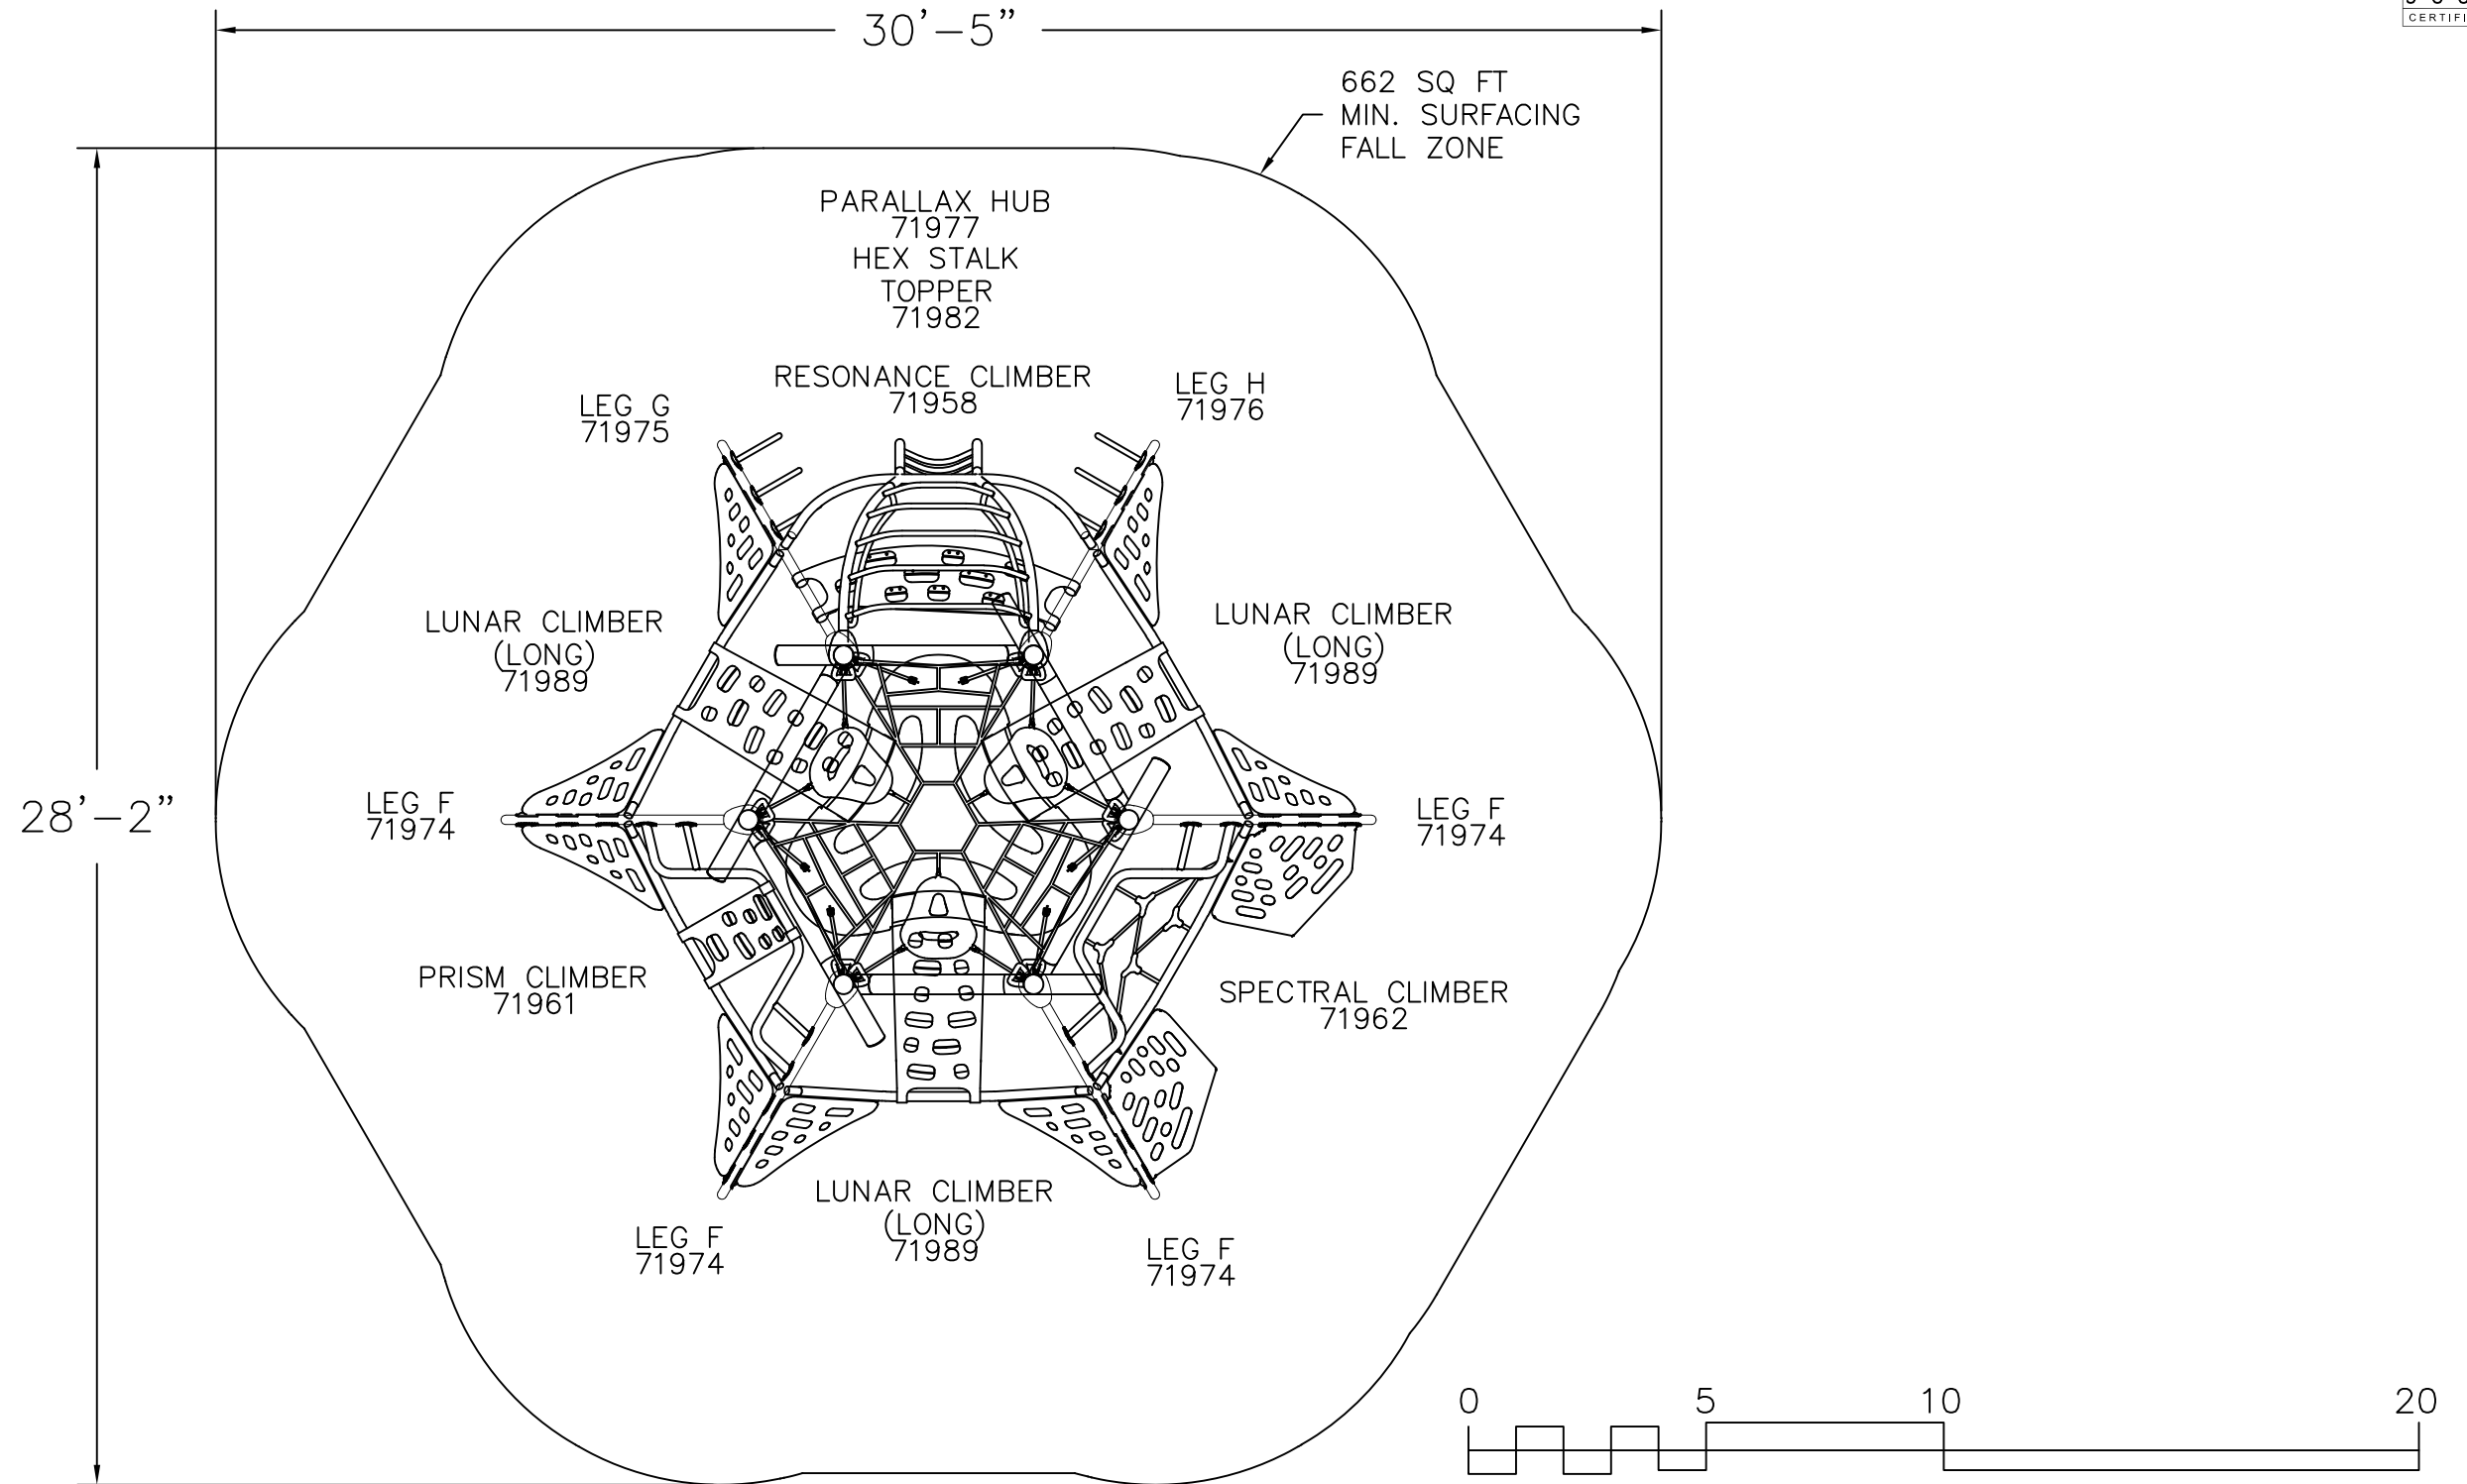 30'-5"
CERTIFI
662 SQ FT
MIN. SURFACING
FALL ZONE
PARALLAX HUB
71977
HEX STALK
TOPPER
71982
RESONANCE CLIMBER
71958
LEG H
71976
LEG G
71975
LUNAR CLIMBER
(LONG)
71989
LUNAR CLIMBER
(LONG)
71989
28'-2"
LEG F
71974
LEG F
71974
PRISM CLIMBER
71961
SPECTRAL CLIMBER
71962
LUNAR CLIMBER
(LONG)
71989
LEG F
71974
LEG F
71974
0 5 10 20